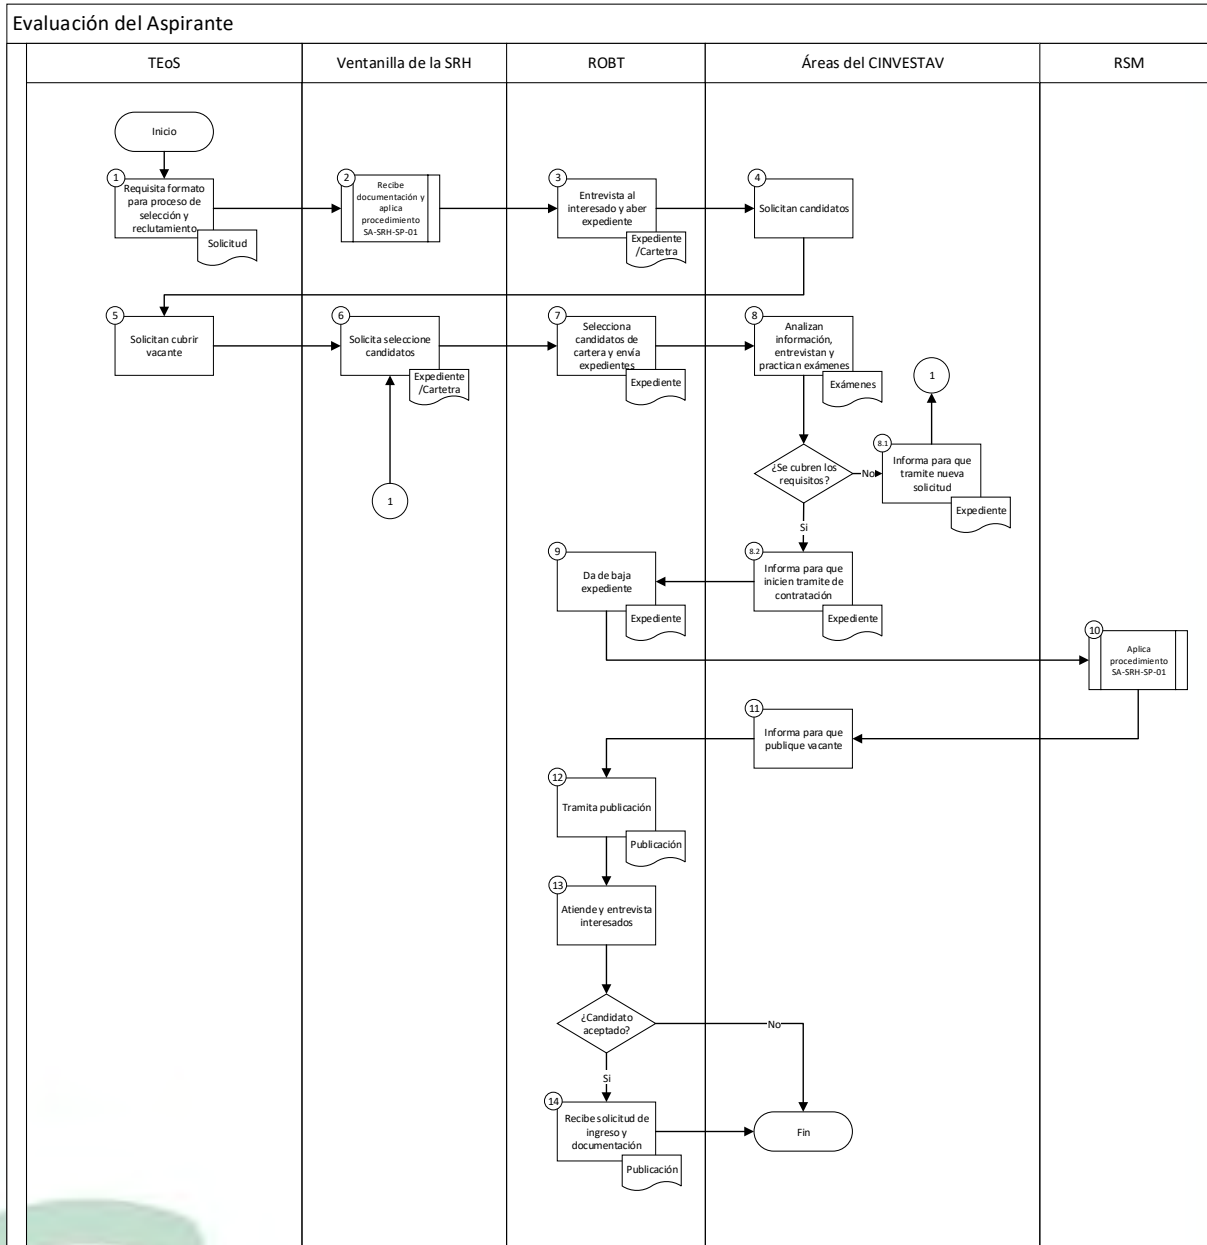 Evaluación del Aspirante
TEoS
Ventanilla de la SRH
ROBT
Áreas del CINVESTAV
RSM
Inicio
1
Requisita formato
para proceso de
selección y
reclutamiento
Solicitud
2
Recibe
documentación y
aplica
procedimiento
SA-SRH-SP-01
3
Entrevista al
interesado y aber
expediente
Expediente
/Cartetra
4
Solicitan candidatos
5
Solicitan cubrir
vacante
6
Solicita seleccione
candidatos
Expediente
/Cartetra
7
Selecciona
candidatos de
cartera y envía
expedientes
Expediente
8
Analizan
información,
entrevistan y
practican exámenes
Exámenes
1
¿Se cubren los
requisitos?
No
8.1
Informa para que
tramite nueva
solicitud
Expediente
1
Si
9
Da de baja
expediente
Expediente
8.2
Informa para que
inicien tramite de
contratación
Expediente
10
Aplica
procedimiento
SA-SRH-SP-01
11
Informa para que
publique vacante
12
Tramita publicación
Publicación
13
Atiende y entrevista
interesados
¿Candidato
aceptado?
No
Si
14
Recibe solicitud de
ingreso y
documentación
Publicación
Fin